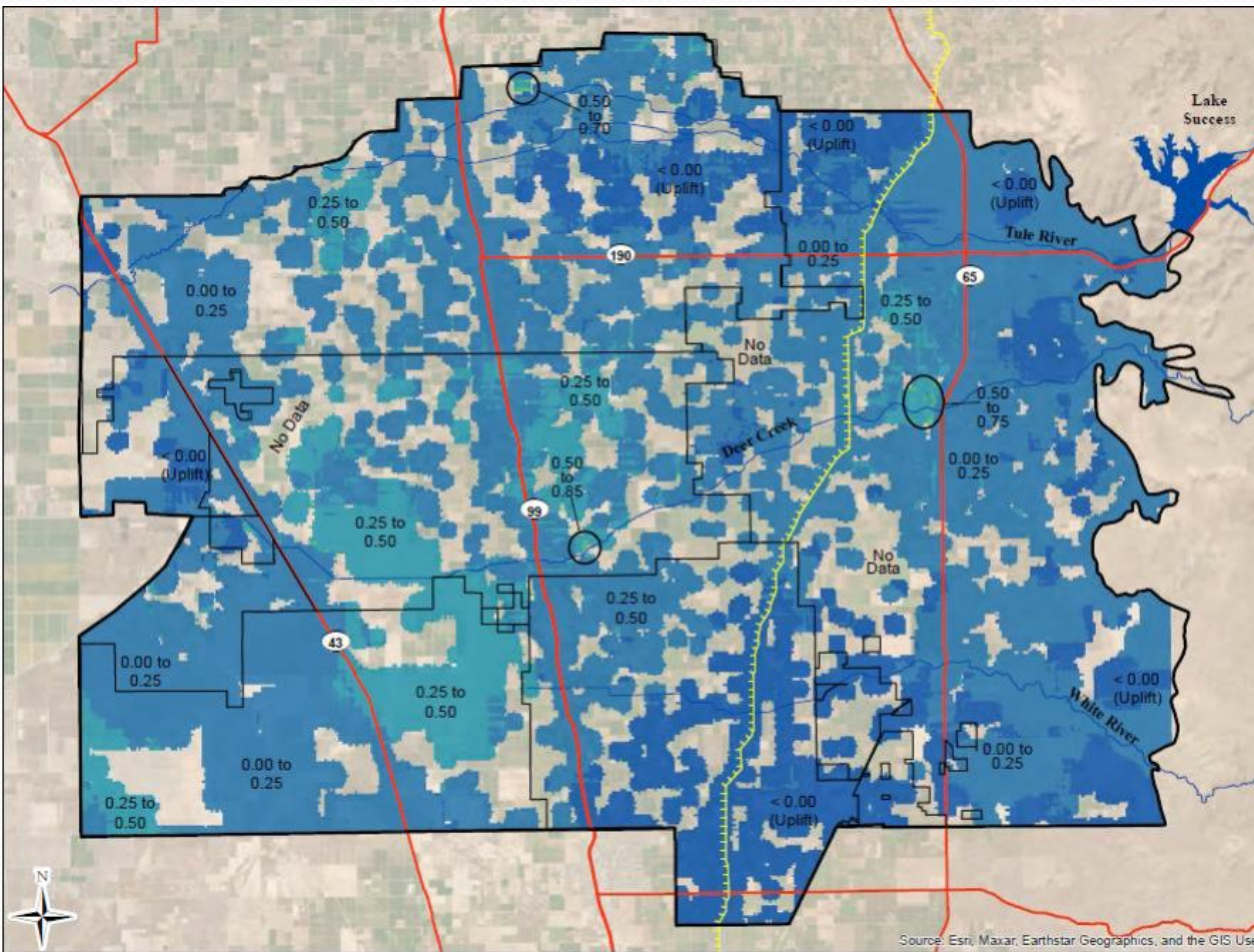 Lake
Success
0.50
to
0.70
< 0.00
(Uplift)
< 0.00
(Uplift)
< 0.00
(Uplift)
0.25 to
0.50
Tule River
190
0.00 to
0.25
65
0.00 to
0.25
0.25 to
0.50
No
Data
0.25 to
0.50
0.50
to
0.75
No Data
Deer Creek
< 0.00
(Uplift)
0.50
to
0.85
0.00 to
0.25
99
0.25 to
0.50
No
Data
0.25 to
0.50
43
0.00 to
0.25
0.25 to
0.50
< 0.00
(Uplift)
White River
0.00 to
0.25
0.00 to
0.25
0.25 to
0.50
< 0.00
(Uplift)
N
Source: Esri, Maxar, Earthstar Geographics, and the GIS Us